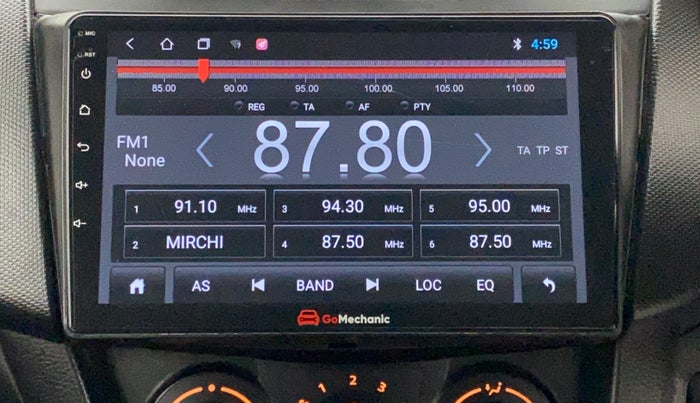 MIC
RST
4:59
85.00 90.00 95.00 100.00 105.00 110.00
REG TA AF PTY
FM1
None
87.80
TA TP ST
1 91.10 MHz 3 94.30 MHz 5 95.00 MHz
2 MIRCHI 4 87.50 MHz 6 87.50 MHz
AS BAND LOC EQ
GoMechanic
1 2 3